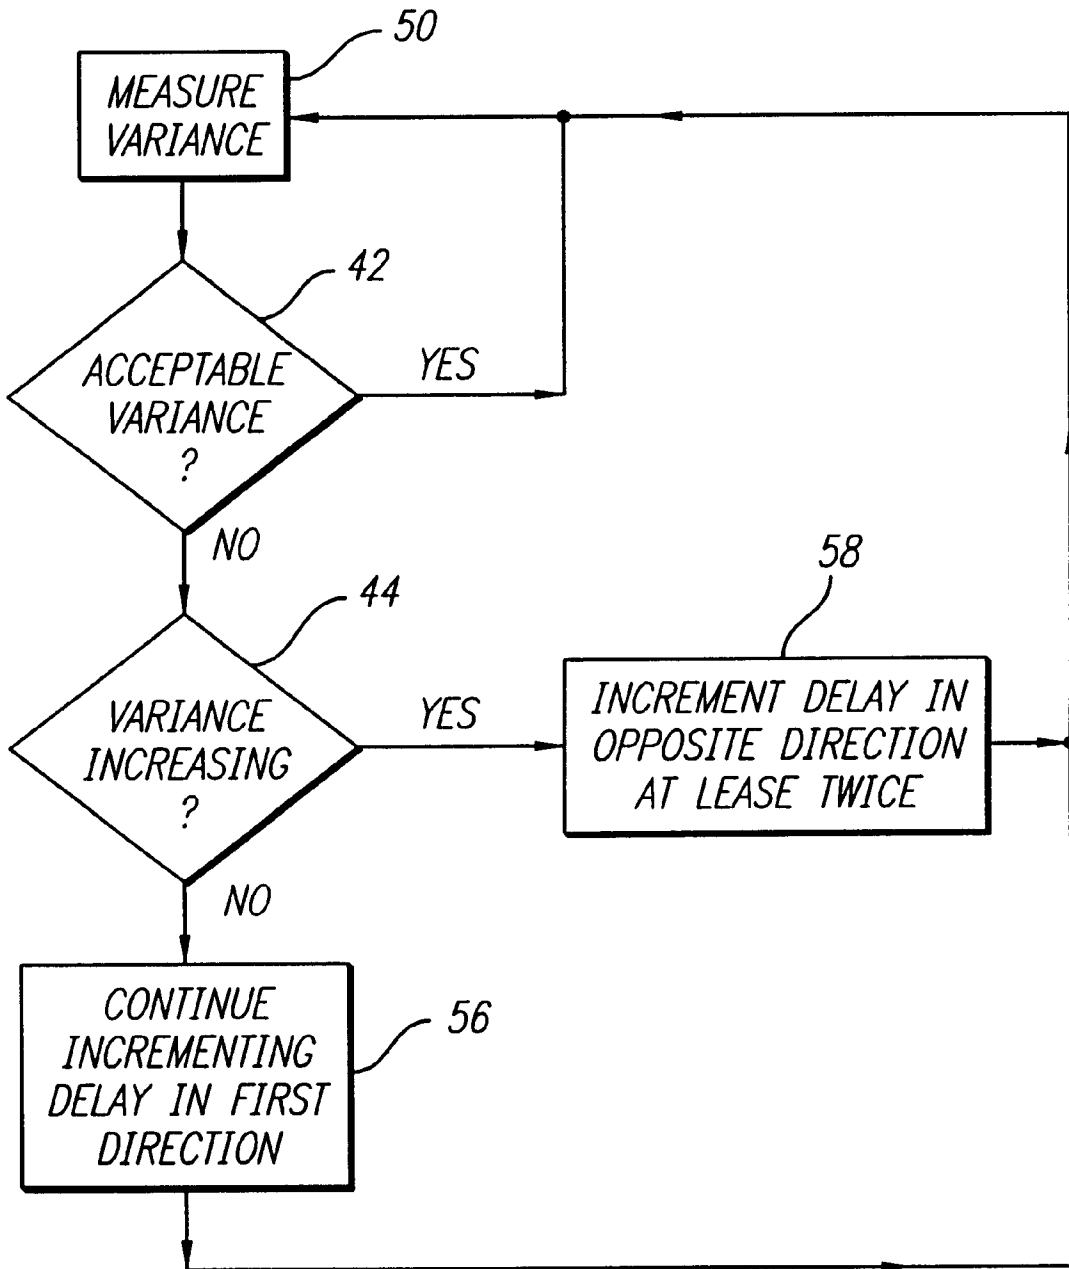 50
MEASURE
VARIANCE
42
ACCEPTABLE
VARIANCE
?
YES
NO
44
VARIANCE
INCREASING
?
YES
58
INCREMENT DELAY IN
OPPOSITE DIRECTION
AT LEASE TWICE
NO
CONTINUE
INCREMENTING
DELAY IN FIRST
DIRECTION
56